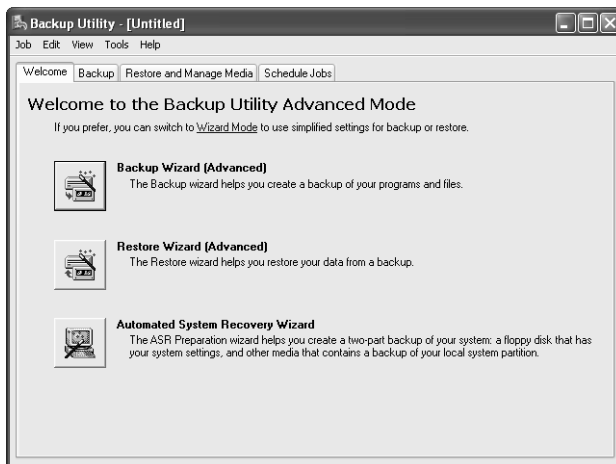 Backup Utility - [Untitled]
Job Edit View Tools Help
Welcome Backup Restore and Manage Media Schedule Jobs
Welcome to the Backup Utility Advanced Mode
If you prefer, you can switch to Wizard Mode to use simplified settings for backup or restore.
Backup Wizard (Advanced)
The Backup wizard helps you create a backup of your programs and files.
Restore Wizard (Advanced)
The Restore wizard helps you restore your data from a backup.
Automated System Recovery Wizard
The ASR Preparation wizard helps you create a two-part backup of your system: a floppy disk that has
your system settings, and other media that contains a backup of your local system partition.